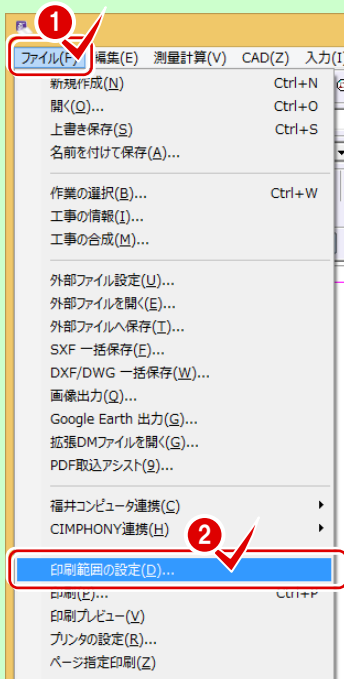 1
ファイル(F) 編集(E) 測量計算(V) CAD(Z) 入力(I)
新規作成(N) Ctrl+N
開く(O)... Ctrl+O
上書き保存(S) Ctrl+S
名前を付けて保存(A)...
作業の選択(B)... Ctrl+W
工事の情報(I)...
工事の合成(M)...
外部ファイル設定(U)...
外部ファイルを開く(E)...
外部ファイルへ保存(T)...
SXF 一括保存(F)...
DXF/DWG 一括保存(W)...
画像出力(Q)...
Google Earth 出力(G)...
拡張DMファイルを開く(G)...
PDF取込アシスト(9)...
福井コンピュータ連携(C)
CIMPHONY連携(H)
2
印刷範囲の設定(D)...
印刷(P)... Ctrl+P
印刷プレビュー(V)
プリンタの設定(R)...
ページ指定印刷(Z)